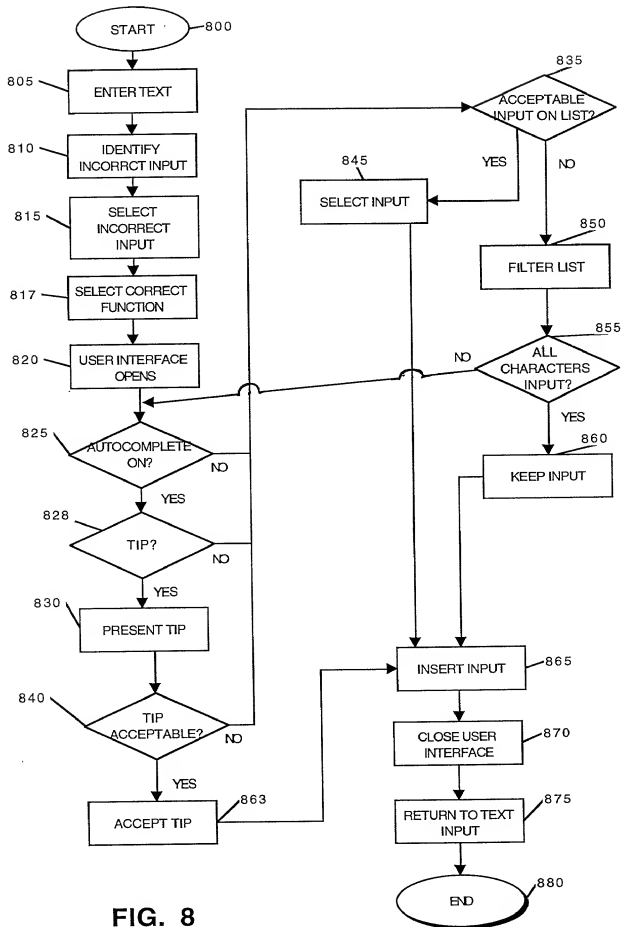 START
800
805
ENTER TEXT
810
IDENTIFY
INCORRCT INPUT
815
SELECT
INCORRECT
INPUT
817
SELECT CORRECT
FUNCTION
820
USER INTERFACE
OPENS
825
AUTOCOMPLETE
ON?
NO
YES
828
TIP?
NO
YES
830
PRESENT TIP
840
TIP
ACCEPTABLE?
NO
YES
863
ACCEPT TIP
835
ACCEPTABLE
INPUT ON LIST?
YES
NO
845
SELECT INPUT
850
FILTER LIST
855
ALL
CHARACTERS
INPUT?
NO
YES
860
KEEP INPUT
INSERT INPUT
865
CLOSE USER
INTERFACE
870
RETURN TO TEXT
INPUT
875
END
880
FIG. 8